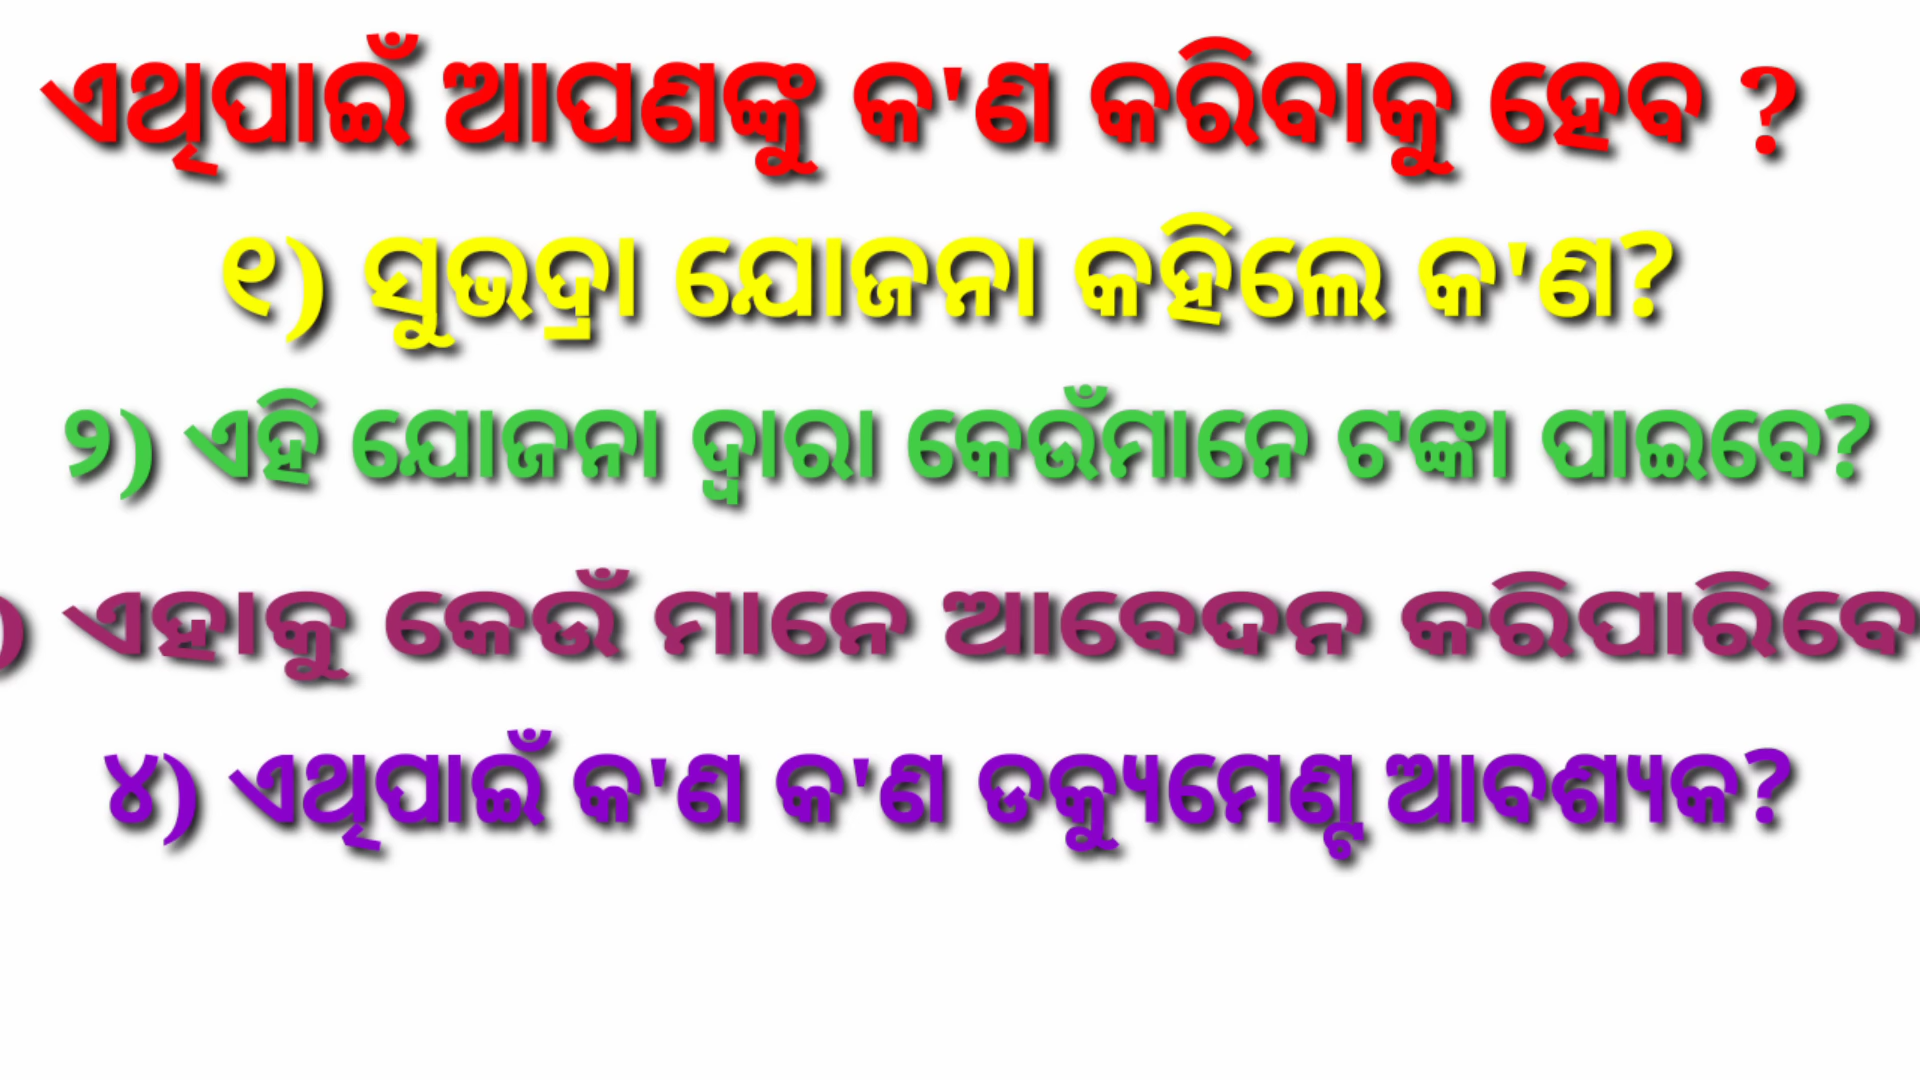 ଏଥିପାଇଁ ଆପଣଙ୍କୁ କ'ଣ କରିବାକୁ ହେବ ?
୧) ସୁଭଦ୍ରା ଯୋଜନା କହିଲେ କ'ଣ?
୨) ଏହି ଯୋଜନା ଦ୍ୱାରା କେଉଁମାନେ ଟଙ୍କା ପାଇବେ?
) ଏହାକୁ କେଉଁ ମାନେ ଆବେଦନ କରିପାରିବେ
୪) ଏଥିପାଇଁ କ'ଣ କ'ଣ ଡକ୍ୟୁମେଣ୍ଟ ଆବଶ୍ୟକ?